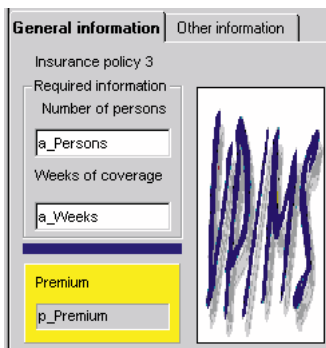 General information Other information
Insurance policy 3
Required information
Number of persons
a_Persons
Weeks of coverage
a_Weeks
Premium
p_Premium
PMS